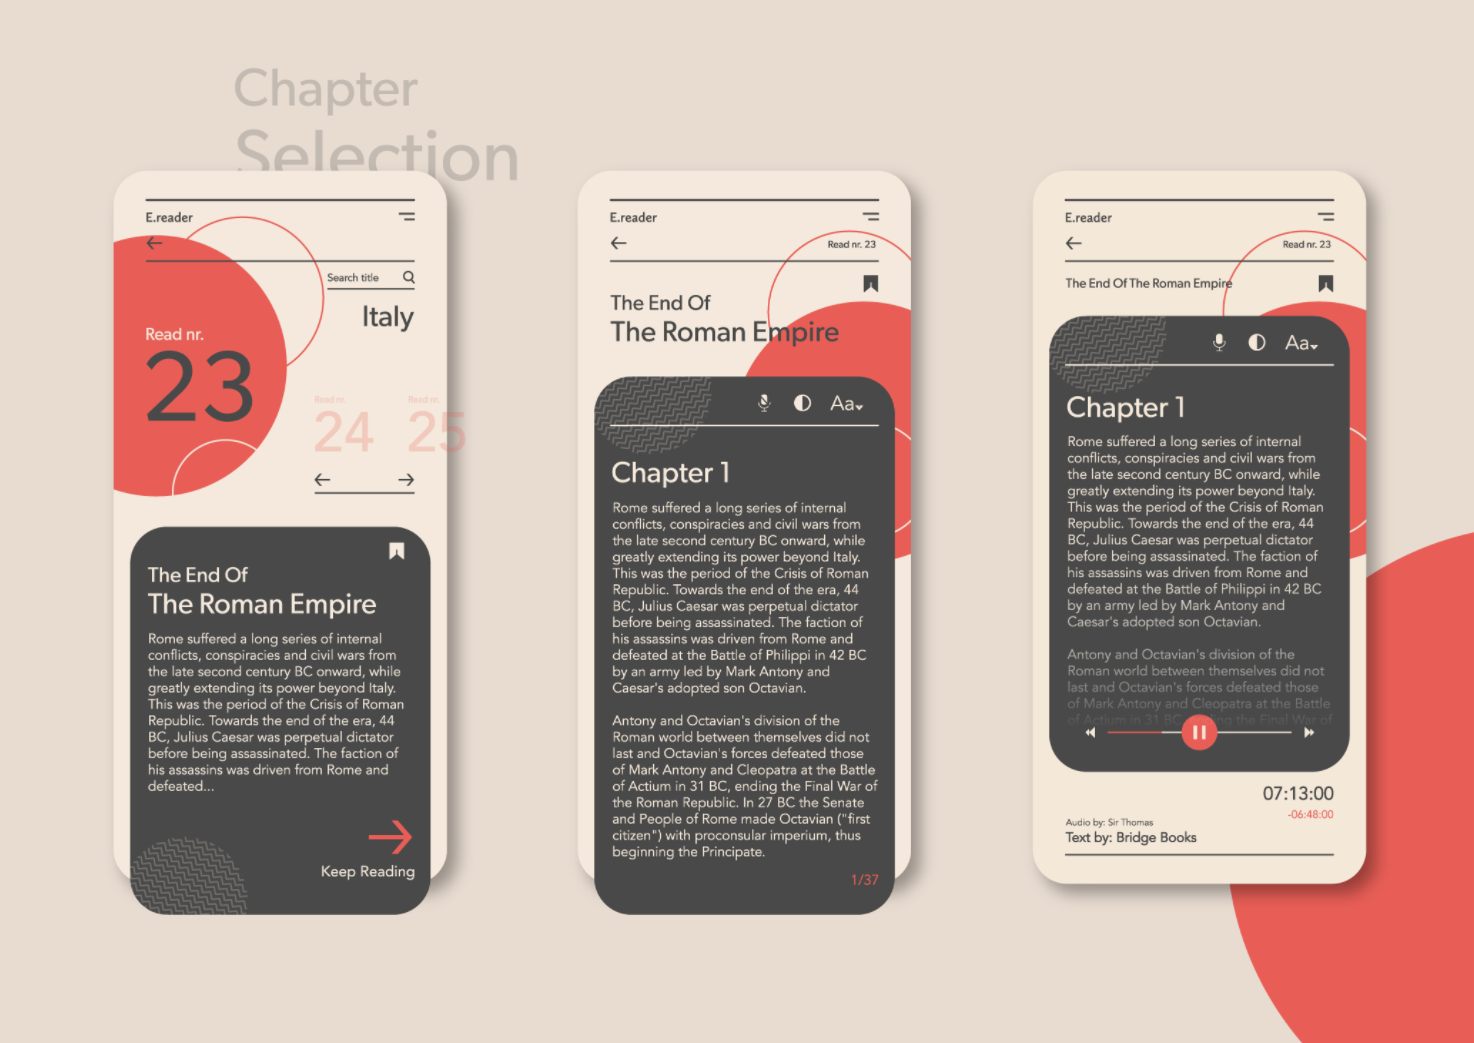 Chapter
Selection
E.reader
Search title
Italy
Read nr.
23
Read nr.
24
Read nr.
25
The End Of
The Roman Empire
Rome suffered a long series of internal
conflicts, conspiracies and civil wars from
the late second century BC onward, while
greatly extending its power beyond Italy.
This was the period of the Crisis of Roman
Republic. Towards the end of the era, 44
BC, Julius Caesar was perpetual dictator
before being assassinated. The faction of
his assassins was driven from Rome and
defeated...
Keep Reading
E.reader
Read nr. 23
The End Of
The Roman Empire
Aa
Chapter 1
Rome suffered a long series of internal
conflicts, conspiracies and civil wars from
the late second century BC onward, while
greatly extending its power beyond Italy.
This was the period of the Crisis of Roman
Republic. Towards the end of the era, 44
BC, Julius Caesar was perpetual dictator
before being assassinated. The faction of
his assassins was driven from Rome and
defeated at the Battle of Philippi in 42 BC
by an army led by Mark Antony and
Caesar's adopted son Octavian.
Antony and Octavian's division of the
Roman world between themselves did not
last and Octavian's forces defeated those
of Mark Antony and Cleopatra at the Battle
of Actium in 31 BC, ending the Final War of
the Roman Republic. In 27 BC the Senate
and People of Rome made Octavian ("first
citizen") with proconsular imperium, thus
beginning the Principate.
1/37
E.reader
Read nr. 23
The End Of The Roman Empire
Aa
Chapter 1
Rome suffered a long series of internal
conflicts, conspiracies and civil wars from
the late second century BC onward, while
greatly extending its power beyond Italy.
This was the period of the Crisis of Roman
Republic. Towards the end of the era, 44
BC, Julius Caesar was perpetual dictator
before being assassinated. The faction of
his assassins was driven from Rome and
defeated at the Battle of Philippi in 42 BC
by an army led by Mark Antony and
Caesar's adopted son Octavian.
Antony and Octavian's division of the
Roman world between themselves did not
last and Octavian's forces defeated those
of Mark Antony and Cleopatra at the Battle
of Actium in 31 BC, the Final War of
07:13:00
-06:48:00
Audio by: Sir Thomas
Text by: Bridge Books